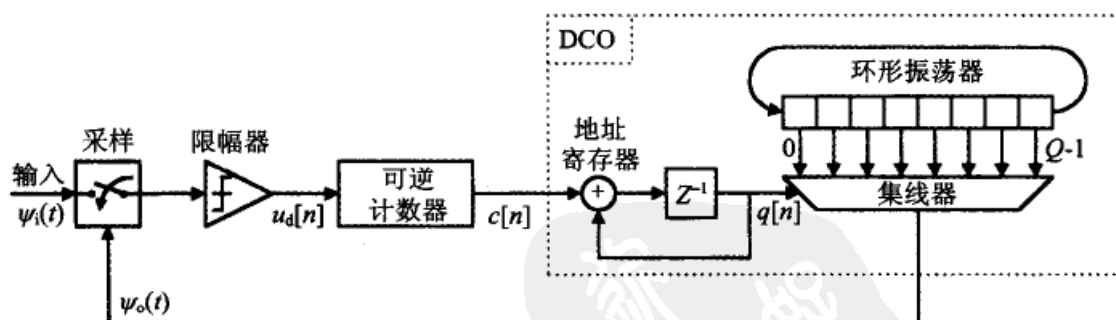 DCO
环形振荡器
采样
限幅器
地址
寄存器
0
Q-1
输入
可逆
计数器
+
Z⁻¹
集线器
ψi(t)
ud[n]
c[n]
q[n]
ψo(t)